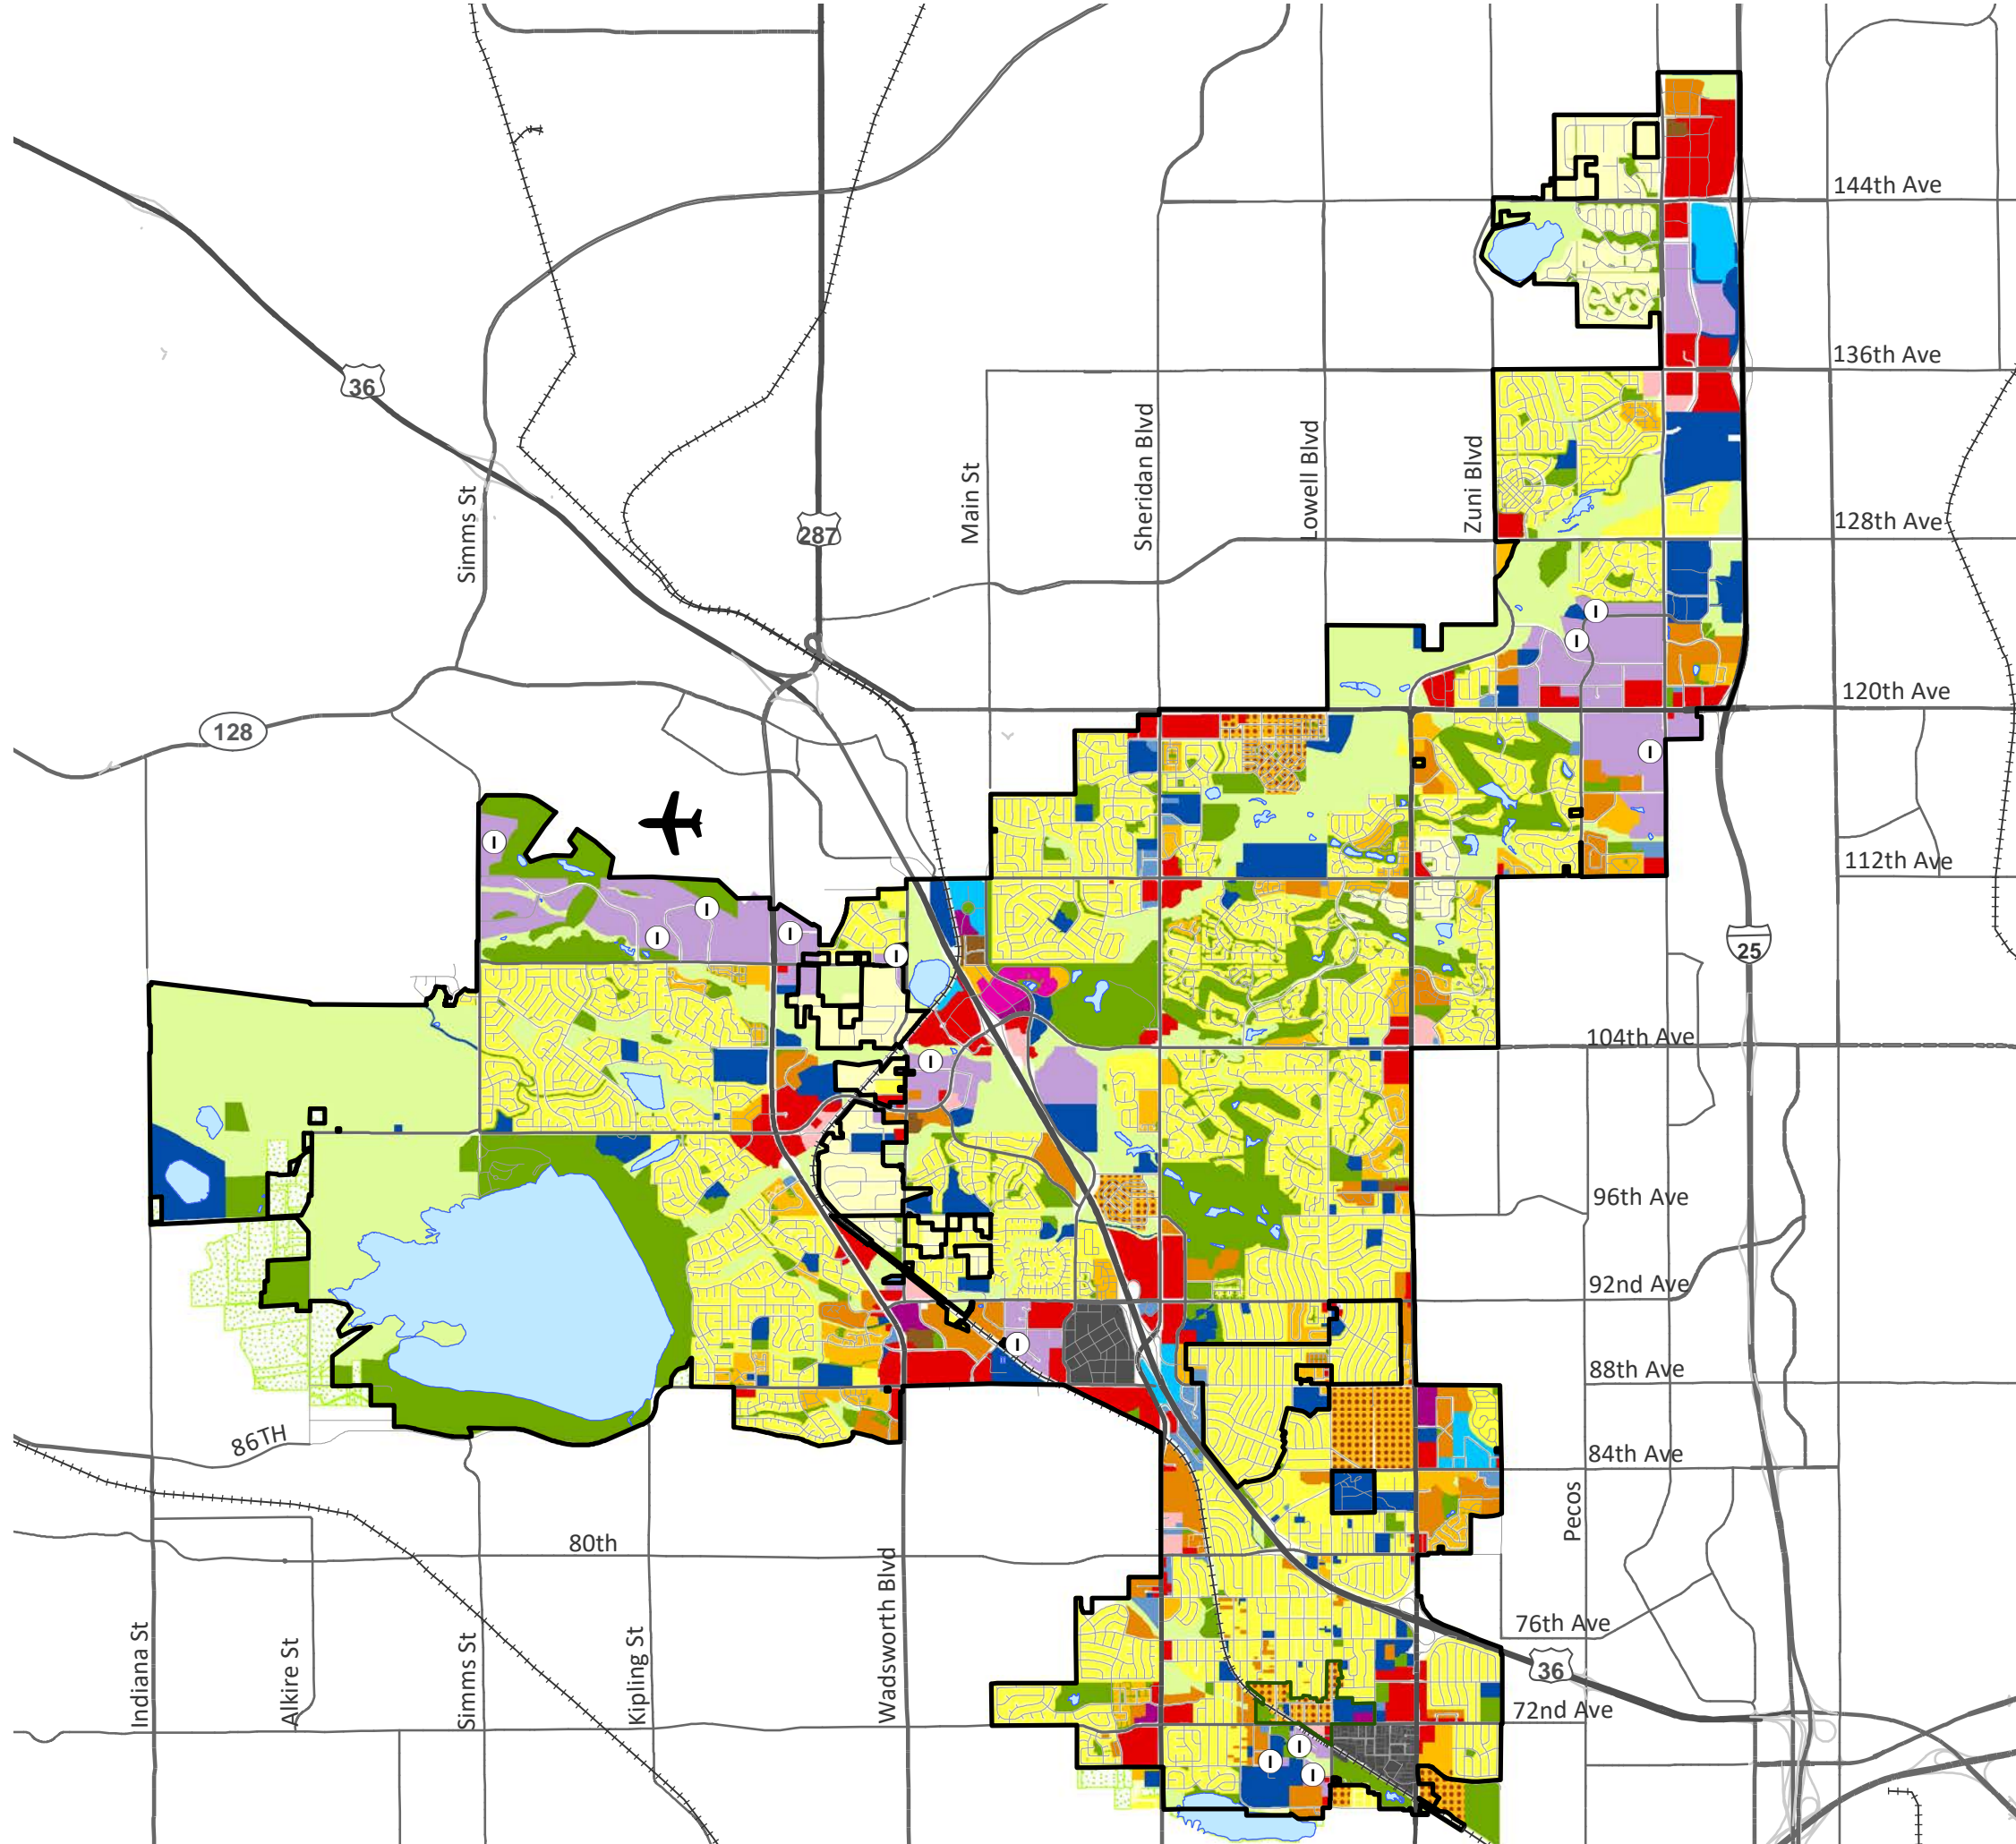 144th Ave
136th Ave
36
Sheridan Blvd
Lowell Blvd
Zuni Blvd
Main St
Simms St
287
128th Ave
I
I
120th Ave
128
I
I
112th Ave
I
I
I
I
25
104th Ave
I
96th Ave
92nd Ave
I
88th Ave
86TH
84th Ave
Pecos
80th
Wadsworth Blvd
76th Ave
Indiana St
Alkire St
Simms St
Kipling St
36
72nd Ave
I
I
I